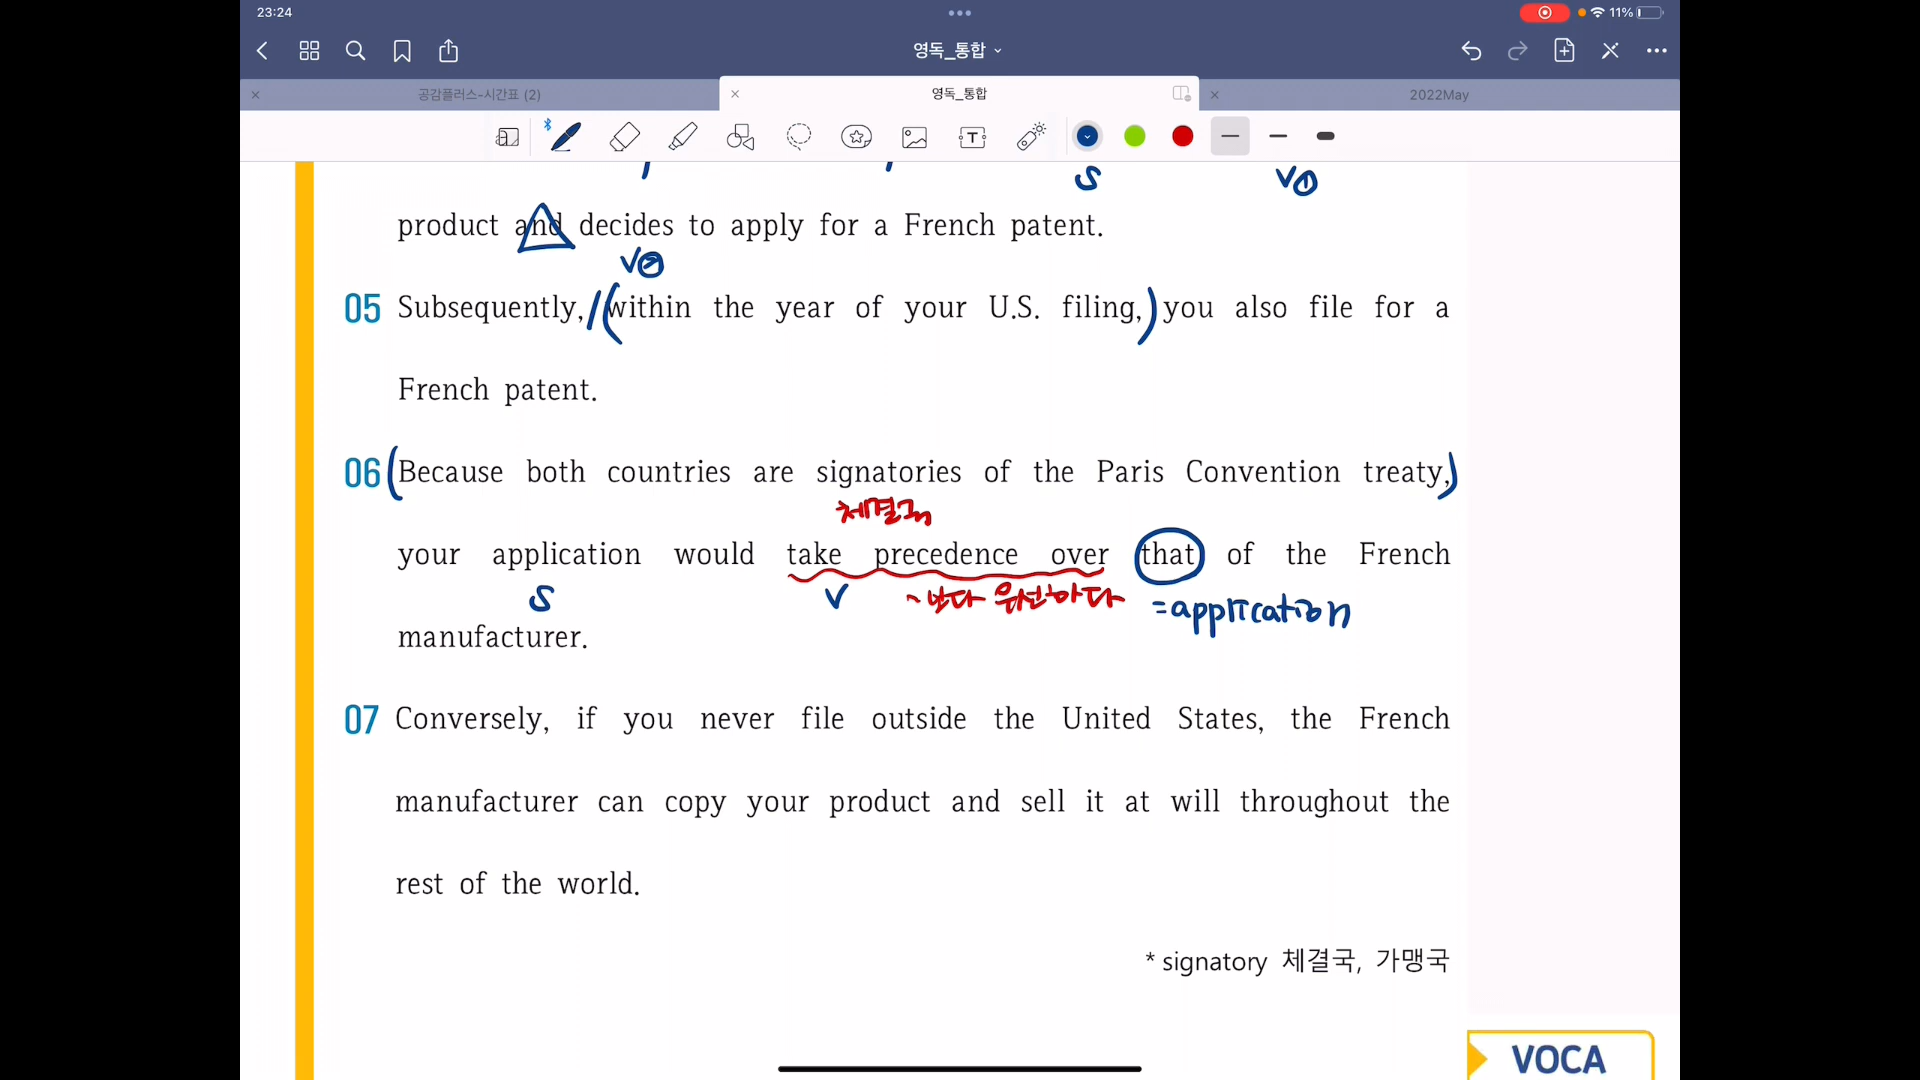 23:24
11%
영독_통합
공감플러스-시간표 (2)
영독_통합
2022May
S
V①
product and decides to apply for a French patent.
V②
05 Subsequently, within the year of your U.S. filing, you also file for a
French patent.
06 Because both countries are signatories of the Paris Convention treaty,
체결국
your application would take precedence over that of the French
S
V
~보다 우선하다
=application
manufacturer.
07 Conversely, if you never file outside the United States, the French
manufacturer can copy your product and sell it at will throughout the
rest of the world.
* signatory 체결국, 가맹국
VOCA